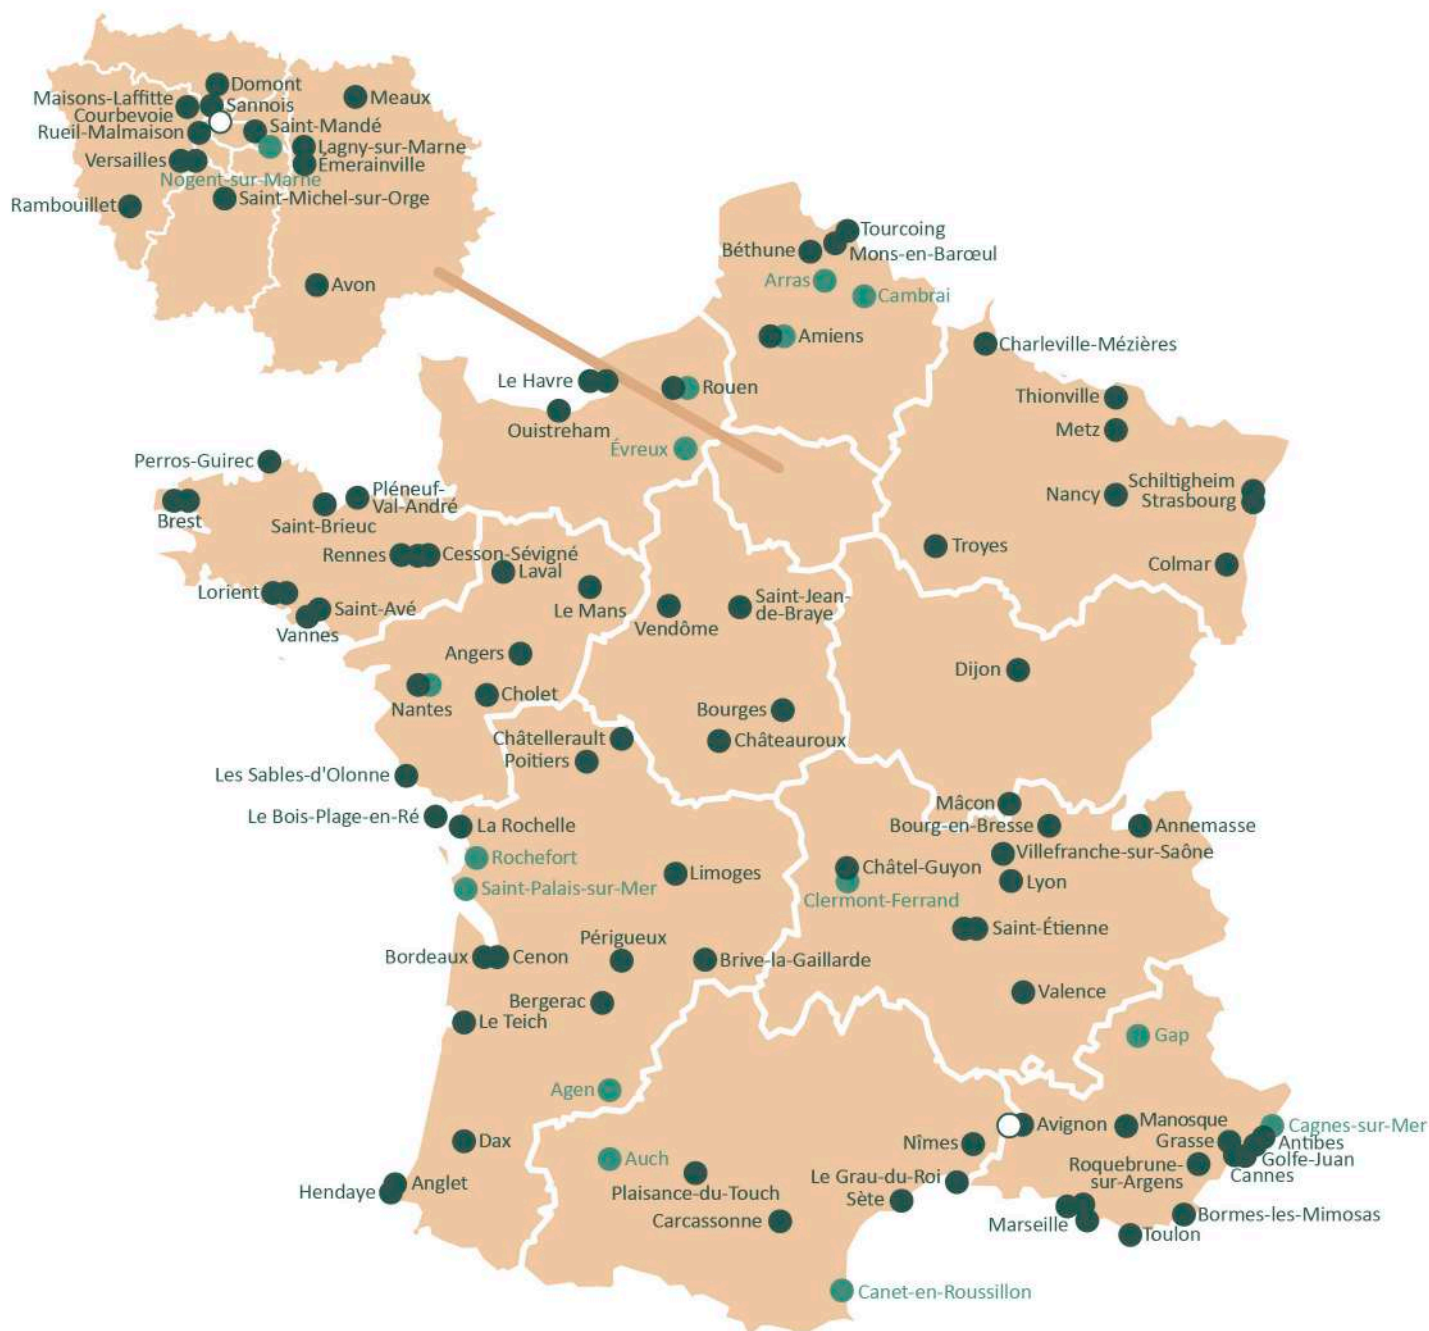 Domont
Maisons-Laffitte
Sannois
Meaux
Courbevoie
Rueil-Malmaison
Saint-Mandé
Lagny-sur-Marne
Versailles
Émerainville
Nogent-sur-Marne
Rambouillet
Saint-Michel-sur-Orge
Avon
Tourcoing
Béthune
Mons-en-Barœul
Arras
Cambrai
Amiens
Charleville-Mézières
Le Havre
Rouen
Thionville
Ouistreham
Metz
Évreux
Perros-Guirec
Pléneuf-
Val-André
Schiltigheim
Nancy
Strasbourg
Brest
Saint-Brieuc
Troyes
Rennes
Cesson-Sévigné
Colmar
Laval
Lorient
Le Mans
Saint-Jean-
de-Braye
Saint-Avé
Vannes
Vendôme
Angers
Dijon
Cholet
Nantes
Bourges
Châtellerault
Châteauroux
Poitiers
Les Sables-d'Olonne
Mâcon
Le Bois-Plage-en-Ré
La Rochelle
Bourg-en-Bresse
Annemasse
Rochefort
Villefranche-sur-Saône
Limoges
Châtel-Guyon
Lyon
Saint-Palais-sur-Mer
Clermont-Ferrand
Saint-Étienne
Périgueux
Bordeaux
Cenon
Brive-la-Gaillarde
Bergerac
Valence
Le Teich
Gap
Agen
Avignon
Manosque
Cagnes-sur-Mer
Dax
Nîmes
Grasse
Antibes
Auch
Golfe-Juan
Roquebrune-
sur-Argens
Cannes
Hendaye
Anglet
Plaisance-du-Touch
Le Grau-du-Roi
Sète
Carcassonne
Marseille
Bormes-les-Mimosas
Toulon
Canet-en-Roussillon